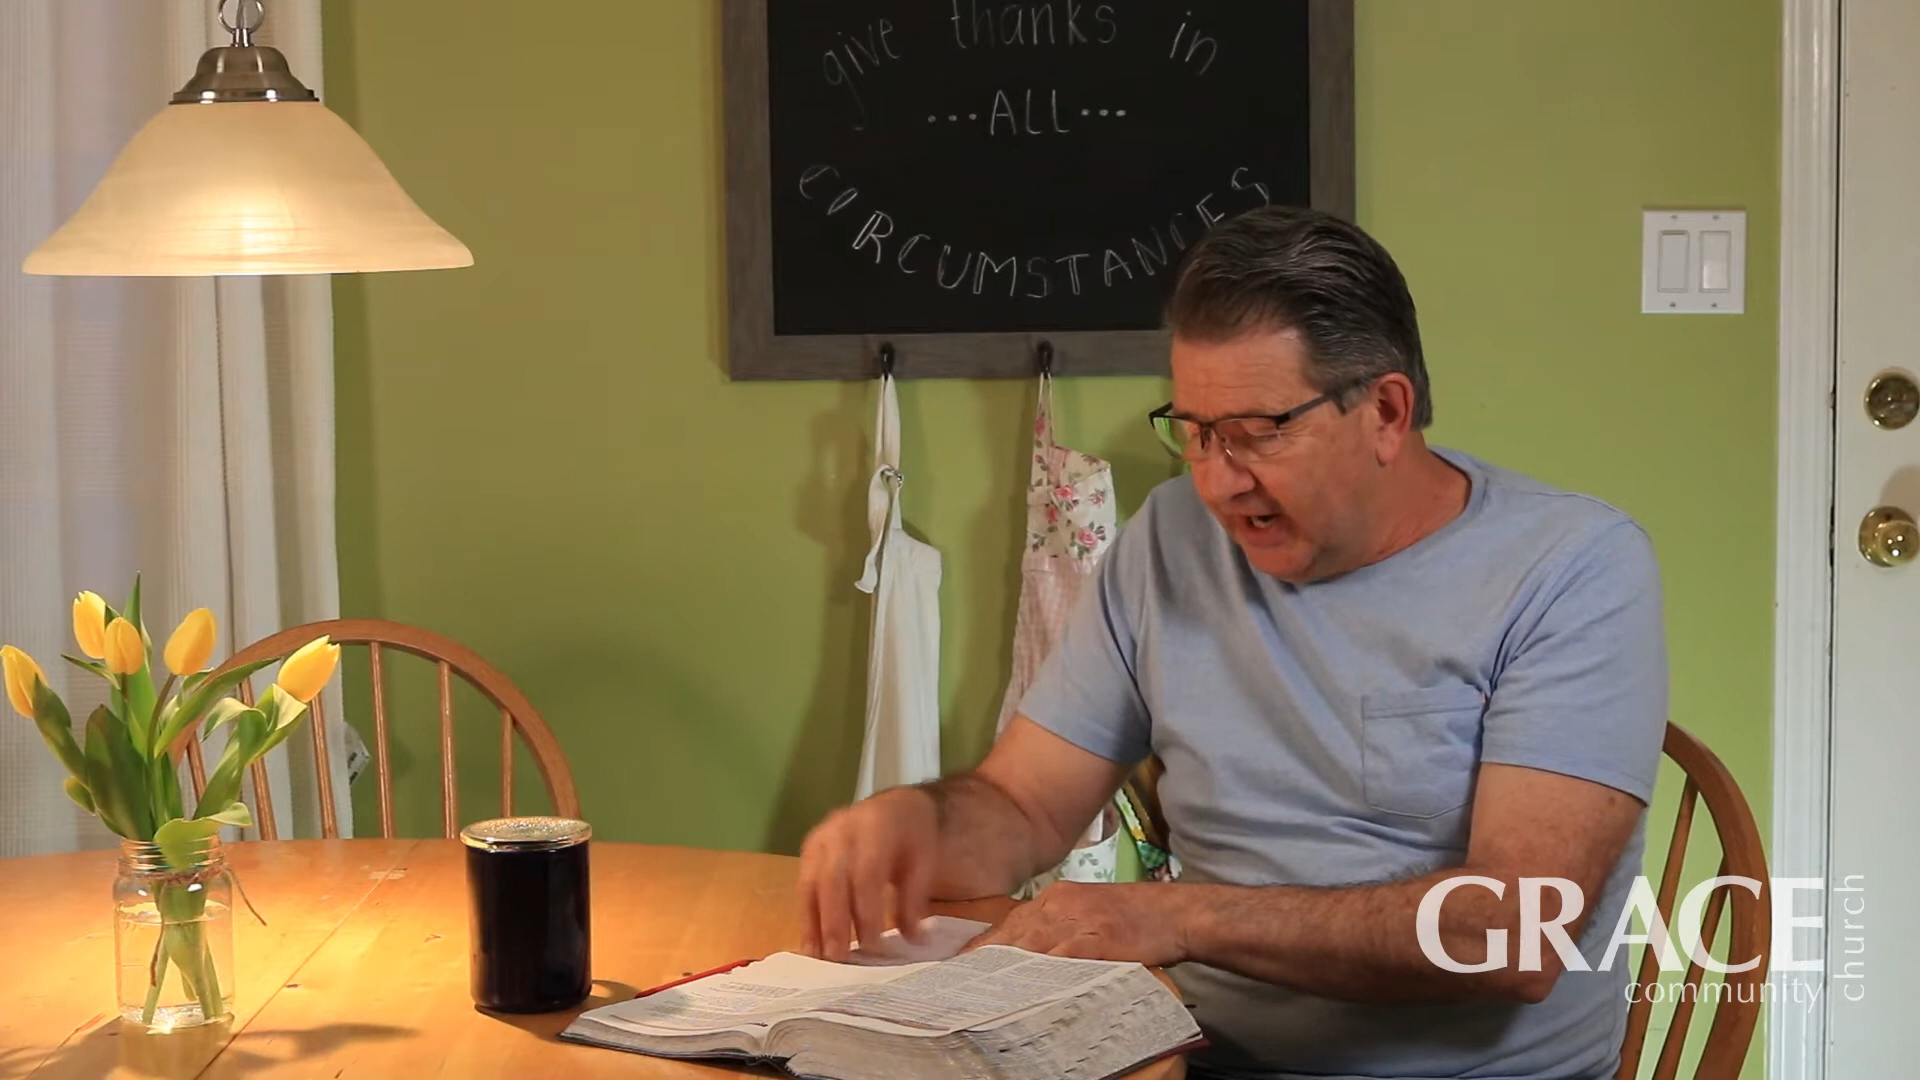 give thanks in
...ALL...
CIRCUMSTANCES
GRACE
community
church